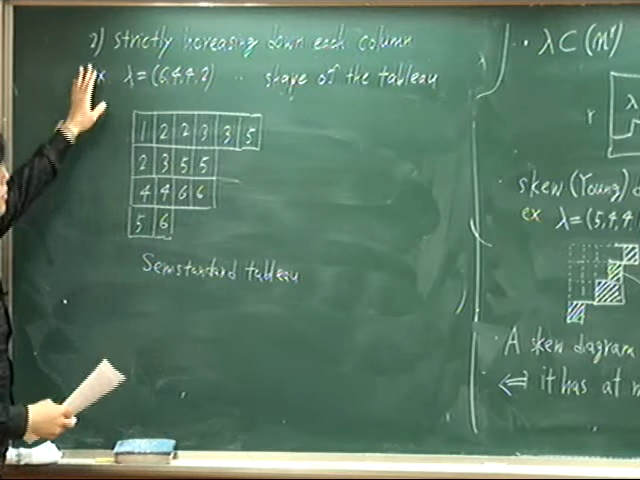 2) strictly increasing down each column
ex. λ=(6,4,4,2) ‥ shape of the tableau
1 2 2 3 3 5
2 3 5 5
4 4 6 6
5 6
Semistandard tableau
λ ⊂ (mʳ)
r λ
skew (Young)
ex λ=(5,4,4,
· A skew diagram
⇐⇒ it has at m